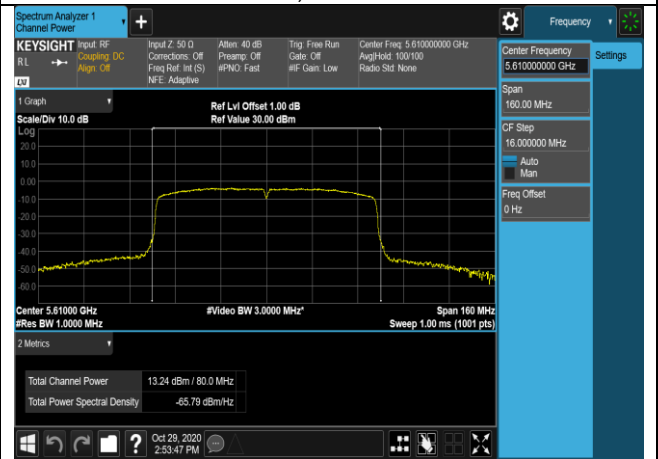 Spectrum Analyzer 1
Channel Power
Frequency
KEYSIGHT
RL
LXI
Input: RF
Coupling: DC
Align: Off
Input Z: 50 Ω
Corrections: Off
Freq Ref: Int (S)
NFE: Adaptive
Atten: 40 dB
Preamp: Off
#PNO: Fast
Trig: Free Run
Gate: Off
#IF Gain: Low
Center Freq: 5.610000000 GHz
Avg|Hold: 100/100
Radio Std: None
Center Frequency
5.610000000 GHz
Settings
Span
160.00 MHz
CF Step
16.000000 MHz
Auto
Man
Freq Offset
0 Hz
1 Graph
Scale/Div 10.0 dB
Ref Lvl Offset 1.00 dB
Ref Value 30.00 dBm
Log
20.0
10.0
0.00
-10.0
-20.0
-30.0
-40.0
-50.0
-60.0
Center 5.61000 GHz
#Res BW 1.0000 MHz
#Video BW 3.0000 MHz*
Span 160 MHz
Sweep 1.00 ms (1001 pts)
2 Metrics
Total Channel Power 13.24 dBm / 80.0 MHz
Total Power Spectral Density -65.79 dBm/Hz
?
Oct 29, 2020
2:53:47 PM